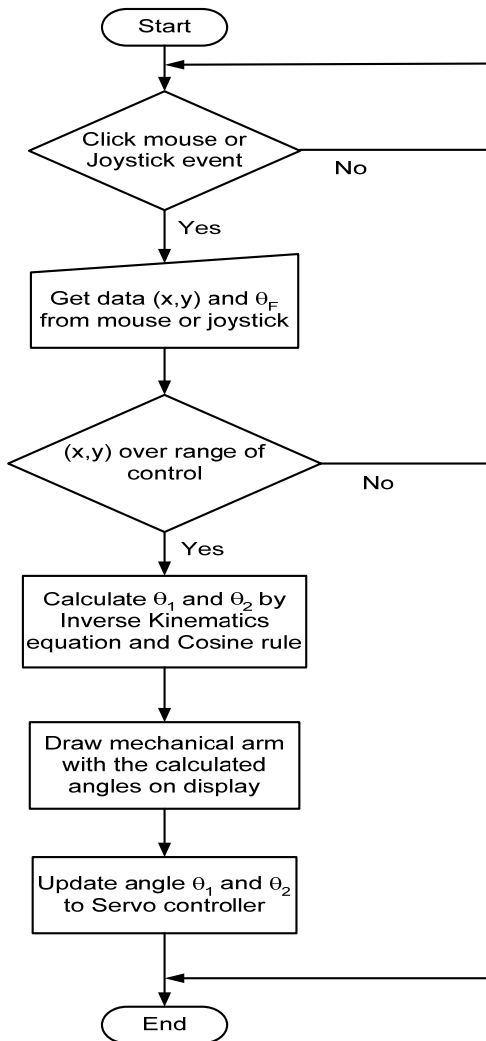 Start
Click mouse or
Joystick event
No
Yes
Get data (x,y) and θF
from mouse or joystick
(x,y) over range of
control
No
Yes
Calculate θ1 and θ2 by
Inverse Kinematics
equation and Cosine rule
Draw mechanical arm
with the calculated
angles on display
Update angle θ1 and θ2
to Servo controller
End